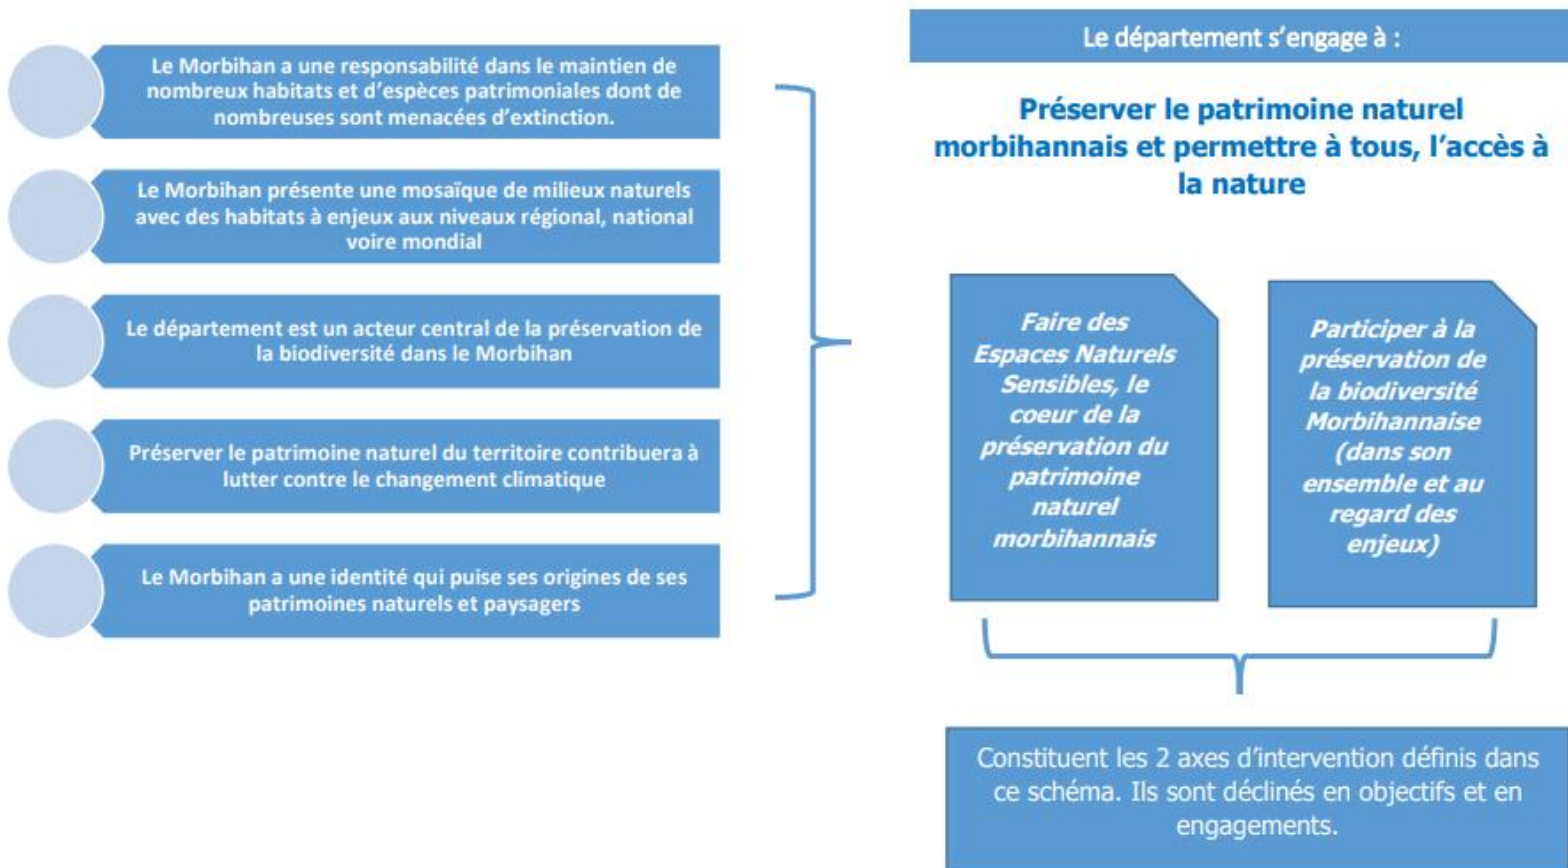 Le Morbihan a une responsabilité dans le maintien de
nombreux habitats et d'espèces patrimoniales dont de
nombreuses sont menacées d'extinction.
Le Morbihan présente une mosaïque de milieux naturels
avec des habitats à enjeux aux niveaux régional, national
voire mondial
Le département est un acteur central de la préservation de
la biodiversité dans le Morbihan
Préserver le patrimoine naturel du territoire contribuera à
lutter contre le changement climatique
Le Morbihan a une identité qui puise ses origines de ses
patrimoines naturels et paysagers
Le département s'engage à :
Préserver le patrimoine naturel
morbihannais et permettre à tous, l'accès à
la nature
Faire des
Espaces Naturels
Sensibles, le
coeur de la
préservation du
patrimoine
naturel
morbihannais
Participer à la
préservation de
la biodiversité
Morbihannaise
(dans son
ensemble et au
regard des
enjeux)
Constituent les 2 axes d'intervention définis dans
ce schéma. Ils sont déclinés en objectifs et en
engagements.